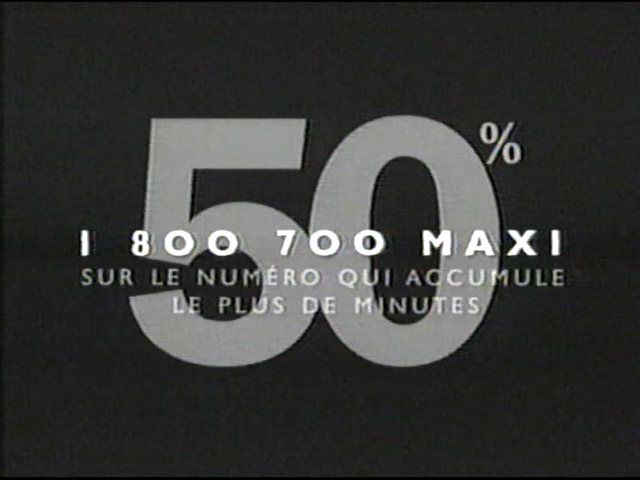 50%
1 800 700 MAXI
SUR LE NUMÉRO QUI ACCUMULE
LE PLUS DE MINUTES